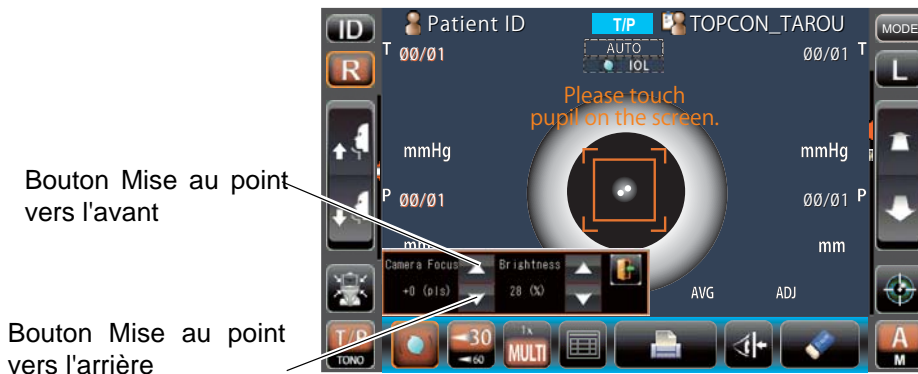 ID
Patient ID
T/P
TOPCON_TAROU
MODE
T 00/01
AUTO
IOL
00/01 T
R
L
Please touch
pupil on the screen.
mmHg
mmHg
Bouton Mise au point
vers l'avant
P 00/01
00/01 P
mm
mm
Camera Focus
Brightness
+0 (pls)
28 (%)
AVG
ADJ
Bouton Mise au point
vers l'arrière
T/P
TONO
30
60
1x
MULTI
A
M